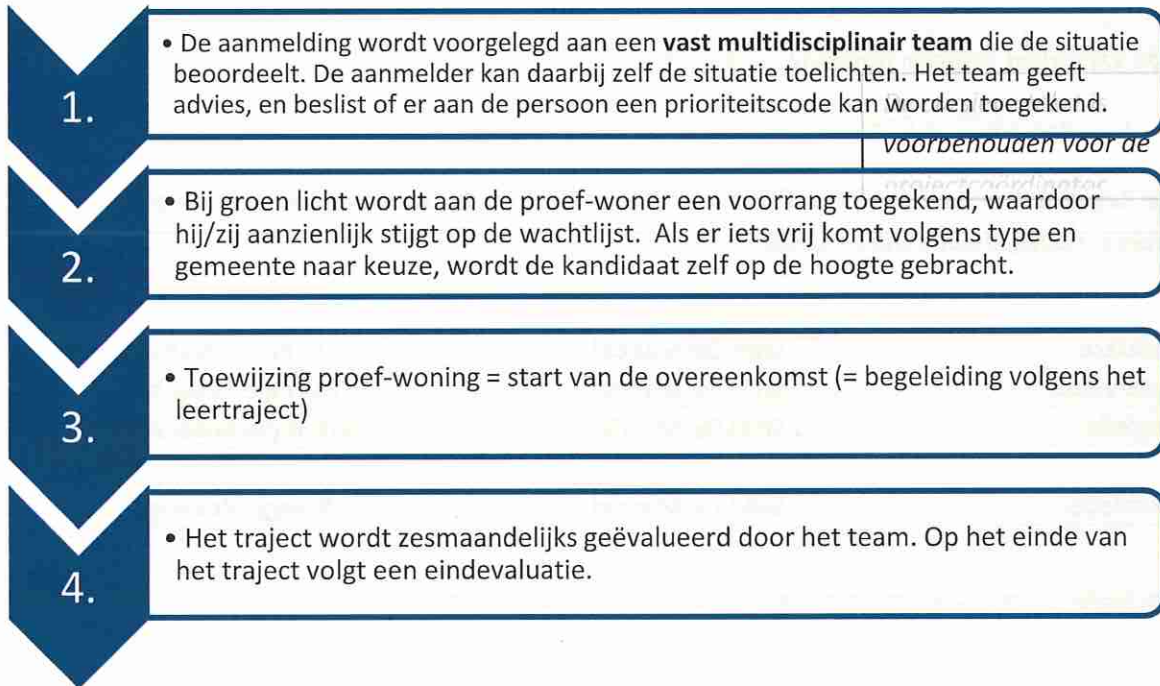 1.
• De aanmelding wordt voorgelegd aan een vast multidisciplinair team die de situatie
beoordeelt. De aanmelder kan daarbij zelf de situatie toelichten. Het team geeft
advies, en beslist of er aan de persoon een prioriteitscode kan worden toegekend.
voorbehouden voor de
projectcoördinator
2.
• Bij groen licht wordt aan de proef-woner een voorrang toegekend, waardoor
hij/zij aanzienlijk stijgt op de wachtlijst. Als er iets vrij komt volgens type en
gemeente naar keuze, wordt de kandidaat zelf op de hoogte gebracht.
3.
• Toewijzing proef-woning = start van de overeenkomst (= begeleiding volgens het
leertraject)
4.
• Het traject wordt zesmaandelijks geëvalueerd door het team. Op het einde van
het traject volgt een eindevaluatie.